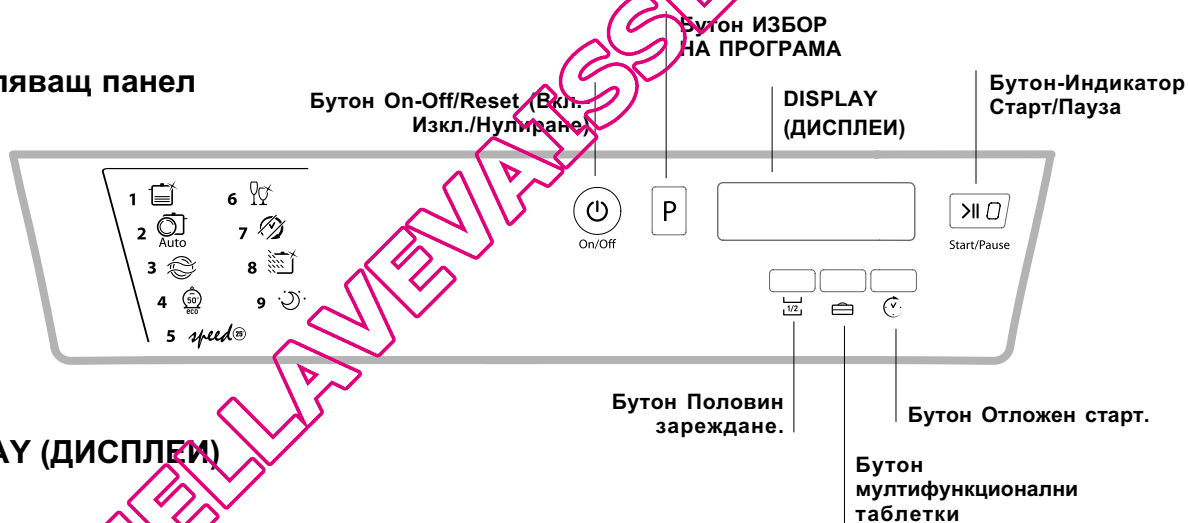 Бутон ИЗБОР
НА ПРОГРАМА
панел
Бутон On-Off/Reset (Вкл.-
Изкл./Нулиране)
DISPLAY
(ДИСПЛЕИ)
Бутон-Индикатор
Старт/Пауза
1
6
2
Auto
7
3
8
4
50°
eco
9
5 speed 25'
On/Off
P
Start/Pause
1/2
Бутон Половин
зареждане.
Бутон Отложен старт.
Бутон
мултифункционални
таблетки
(ДИСПЛЕИ)